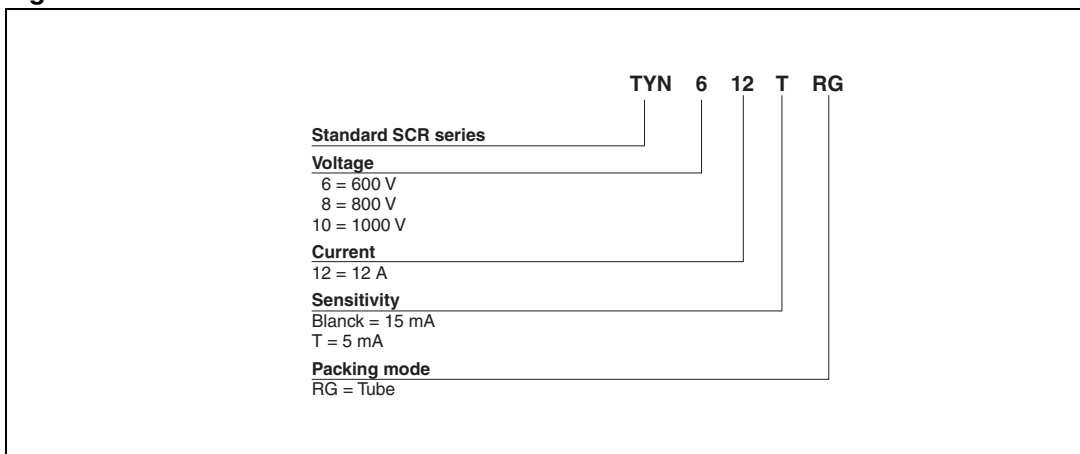 TYN 6 12 T RG
Standard SCR series
Voltage
6 = 600 V
8 = 800 V
10 = 1000 V
Current
12 = 12 A
Sensitivity
Blanck = 15 mA
T = 5 mA
Packing mode
RG = Tube